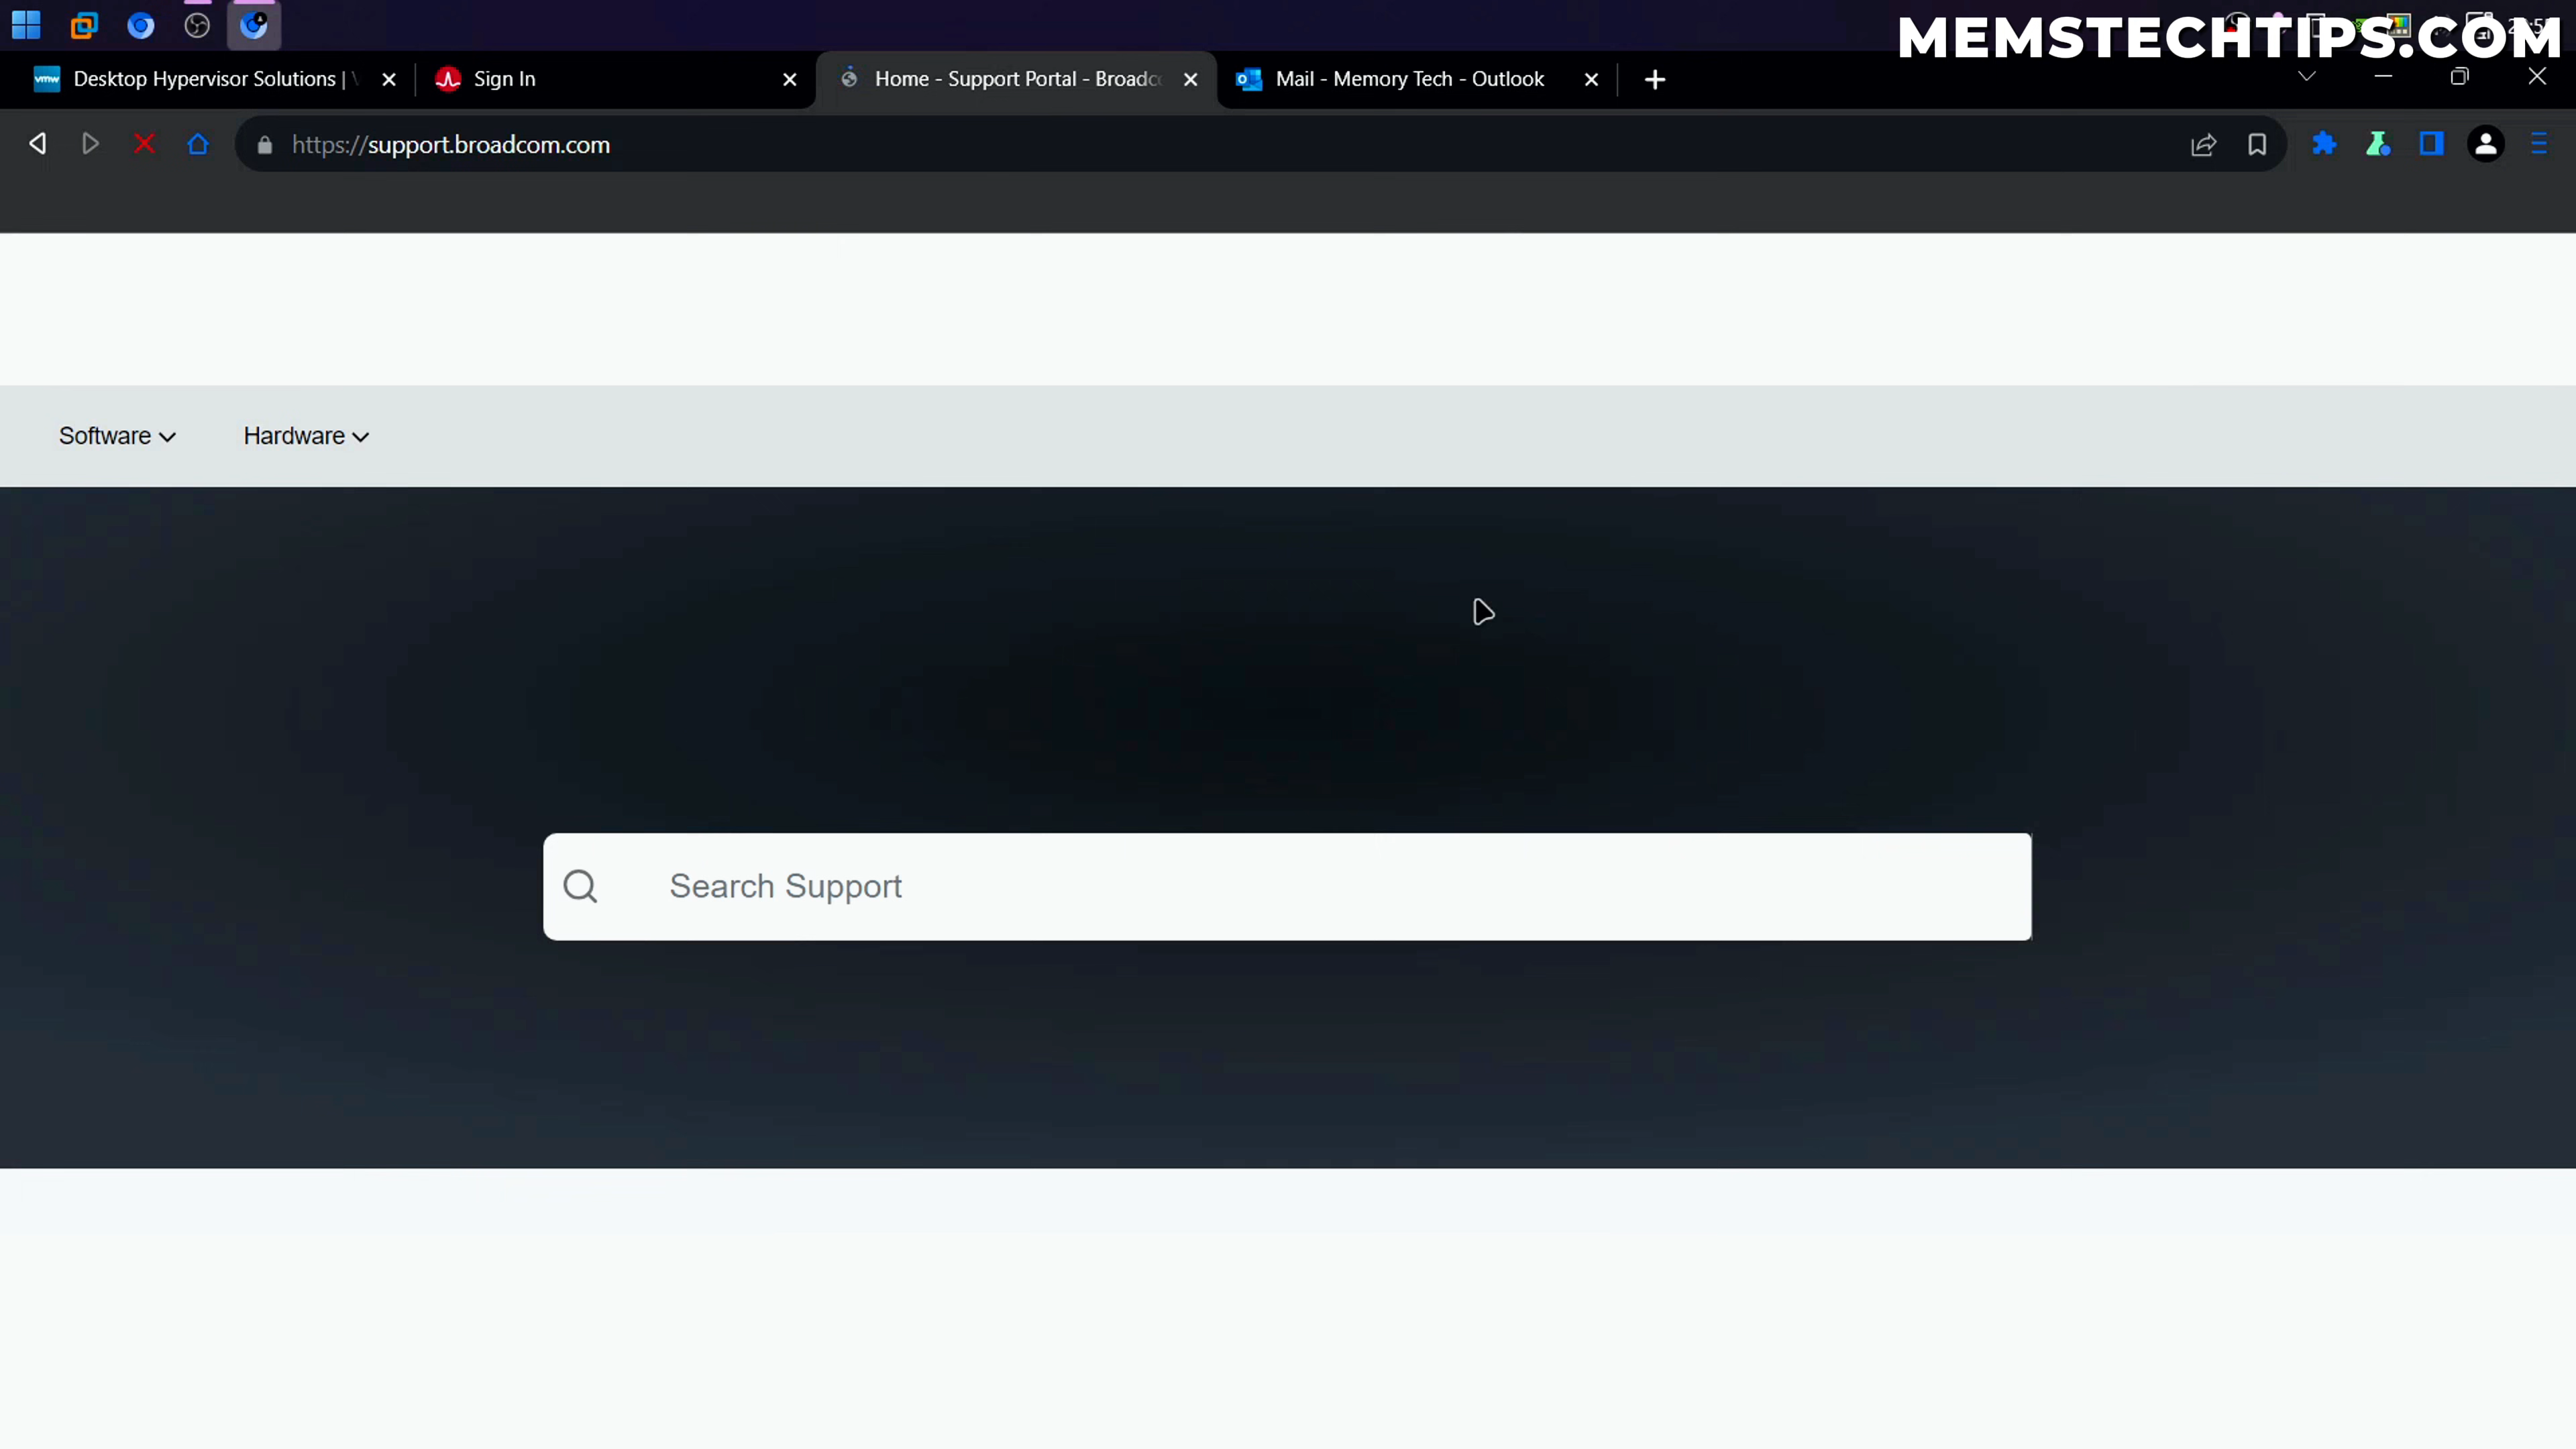 MEMSTECHTIPS.COM
vmw Desktop Hypervisor Solutions |
Sign In
Home - Support Portal - Broadc
Mail - Memory Tech - Outlook
https://support.broadcom.com
Software
Hardware
Search Support